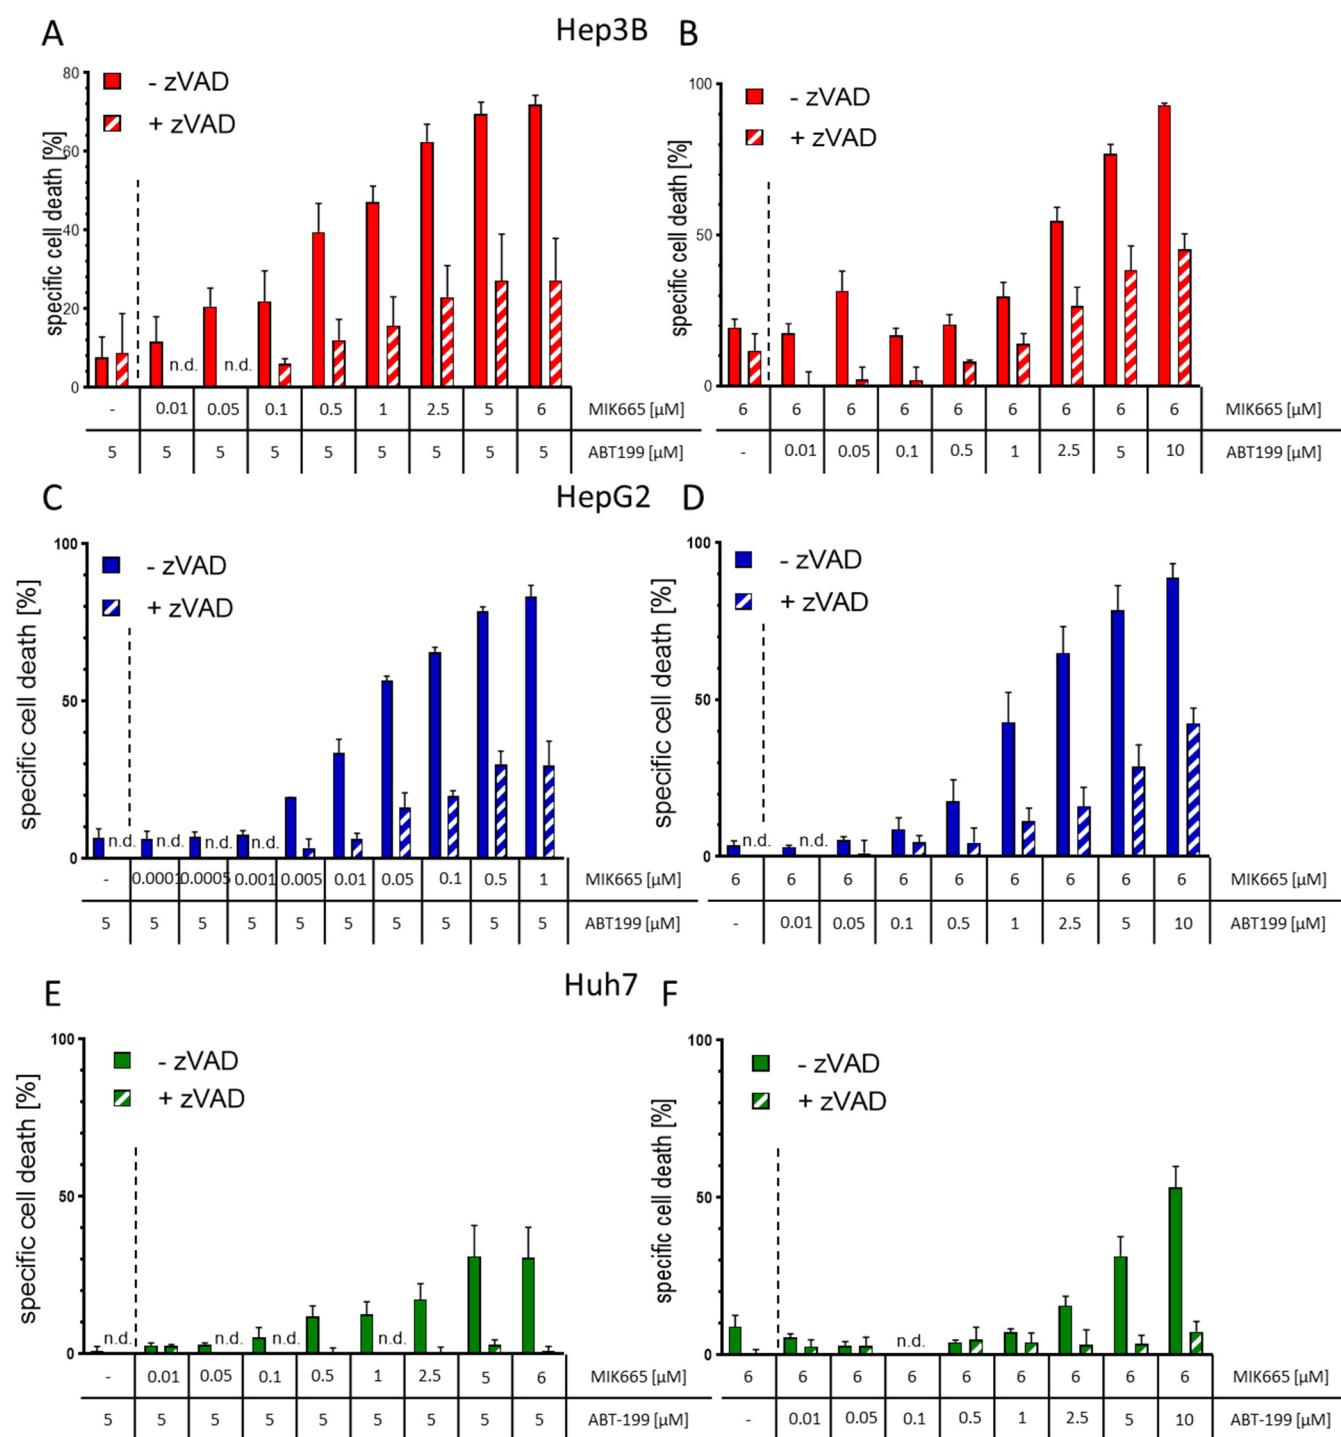 Hep3B
A
80
60
40
20
0
specific cell death [%]
- zVAD
+ zVAD
n.d. n.d.
- 0.01 0.05 0.1 0.5 1 2.5 5 6 MIK665 [µM]
5 5 5 5 5 5 5 5 5 ABT199 [µM]
B
100
50
0
specific cell death [%]
- zVAD
+ zVAD
6 6 6 6 6 6 6 6 6 MIK665 [µM]
- 0.01 0.05 0.1 0.5 1 2.5 5 10 ABT199 [µM]
HepG2
C
100
50
0
specific cell death [%]
- zVAD
+ zVAD
n.d. n.d. n.d. n.d.
- 0.0001 0.0005 0.001 0.005 0.01 0.05 0.1 0.5 1 MIK665 [µM]
5 5 5 5 5 5 5 5 5 5 ABT199 [µM]
D
100
50
0
specific cell death [%]
- zVAD
+ zVAD
n.d. n.d.
6 6 6 6 6 6 6 6 6 MIK665 [µM]
- 0.01 0.05 0.1 0.5 1 2.5 5 10 ABT199 [µM]
Huh7
E
100
50
0
specific cell death [%]
- zVAD
+ zVAD
n.d. n.d. n.d. n.d.
- 0.01 0.05 0.1 0.5 1 2.5 5 6 MIK665 [µM]
5 5 5 5 5 5 5 5 5 ABT-199 [µM]
F
100
50
0
specific cell death [%]
- zVAD
+ zVAD
n.d.
6 6 6 6 6 6 6 6 6 MIK665 [µM]
- 0.01 0.05 0.1 0.5 1 2.5 5 10 ABT-199 [µM]